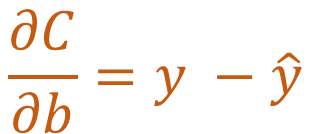 ∂C/∂b = y − ŷ